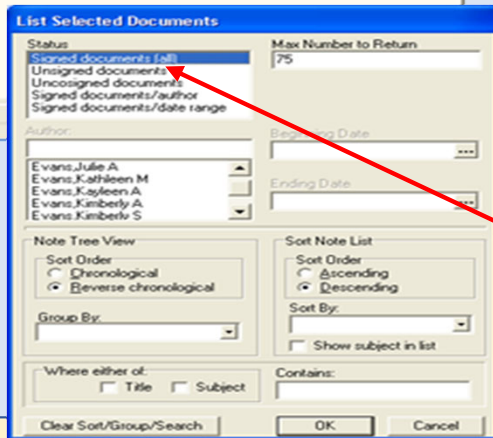 List Selected Documents
Status
Signed documents (all)
Unsigned documents
Uncosigned documents
Signed documents/author
Signed documents/date range
Max Number to Return
75
Author:
Evans,Julie A
Evans,Kathleen M
Evans,Kayleen A
Evans,Kimberly A
Evans,Kimberly S
Beginning Date
...
Ending Date
...
Note Tree View
Sort Order
Chronological
Reverse chronological
Group By:
Sort Note List
Sort Order
Ascending
Descending
Sort By:
Show subject in list
Where either of:
Title Subject
Contains:
Clear Sort/Group/Search OK Cancel